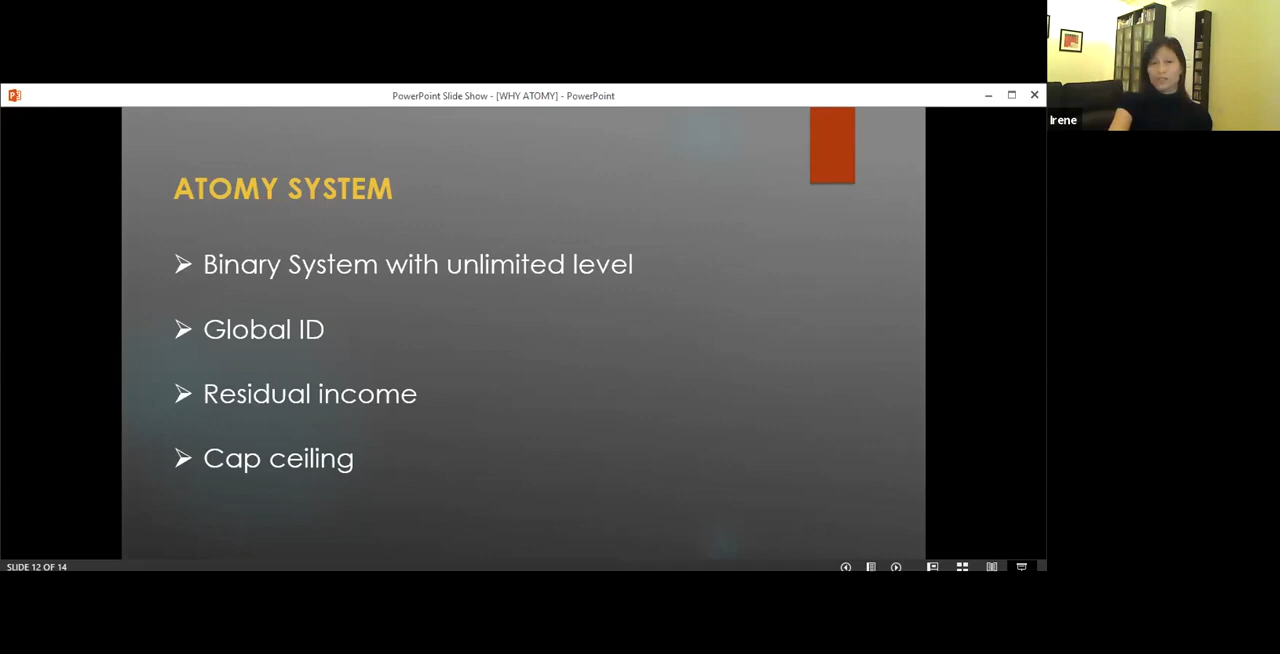 PowerPoint Slide Show - [WHY ATOMY] - PowerPoint
Irene
ATOMY SYSTEM
➢ Binary System with unlimited level
➢ Global ID
➢ Residual income
➢ Cap ceiling
SLIDE 12 OF 14